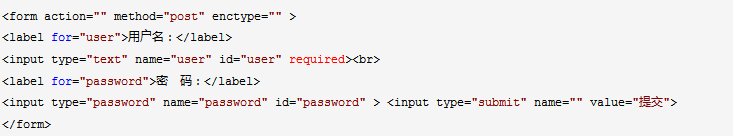 <form action="" method="post" enctype="" >
<label for="user">用户名：</label>
<input type="text" name="user" id="user" required><br>
<label for="password">密　码：</label>
<input type="password" name="password" id="password" > <input type="submit" name="" value="提交">
</form>